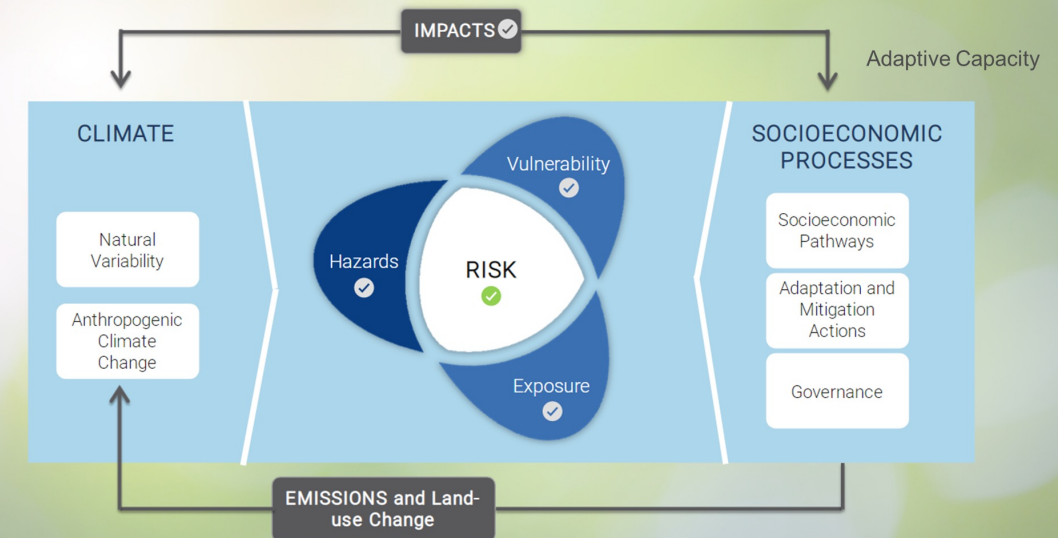 IMPACTS
Adaptive Capacity
CLIMATE
Natural
Variability
Anthropogenic
Climate
Change
Vulnerability
Hazards
RISK
Exposure
SOCIOECONOMIC
PROCESSES
Socioeconomic
Pathways
Adaptation and
Mitigation
Actions
Governance
EMISSIONS and Land-
use Change